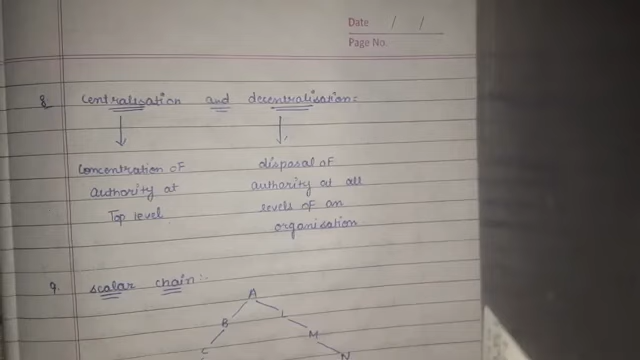 Date / /
Page No.
8 centralisation and decentralisation:
concentration of
authority at
Top level
disposal of
authority at all
levels of an
organisation
9. scalar chain:-
A
B L
C M
N